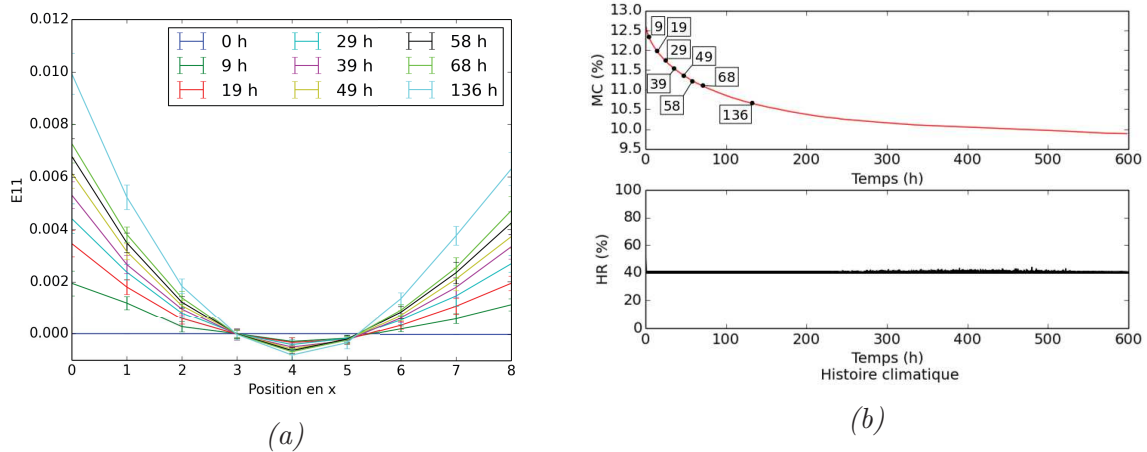 0.012
0.010
0.008
0.006
0.004
0.002
0.000
E11
0 h
9 h
19 h
29 h
39 h
49 h
58 h
68 h
136 h
0 1 2 3 4 5 6 7 8
Position en x
(a)
13.0
12.5
12.0
11.5
11.0
10.5
10.0
9.5
MC (%)
9 19
29 49
39 68
58
136
0 100 200 300 400 500 600
Temps (h)
100
80
60
40
20
0
HR (%)
0 100 200 300 400 500 600
Temps (h)
Histoire climatique
(b)